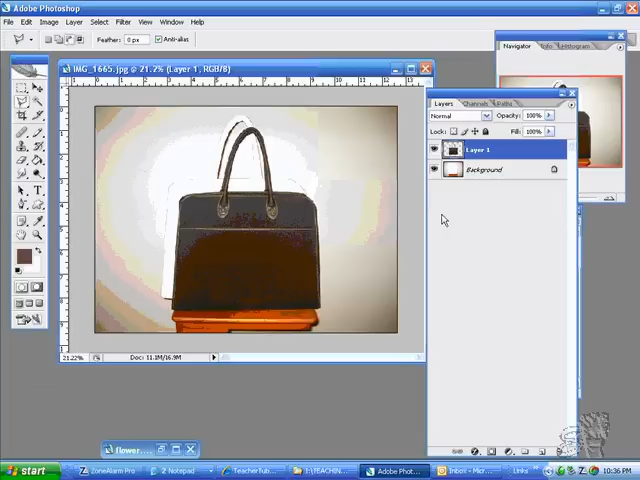 Adobe Photoshop
File Edit Image Layer Select Filter View Window Help
Feather: 0 px Anti-alias
Navigator Info Histogram
IMG_1665.jpg @ 21.2% (Layer 1, RGB/8)
Layers Channels Paths
Normal Opacity: 100%
Lock: Fill: 100%
Layer 1
Background
21.22% Doc: 11.1M/16.9M
flower...
start ZoneAlarm Pro 2 Notepad TeacherTub... I:\TEACHIN... Adobe Phot... Inbox - Micr... Links 10:36 PM